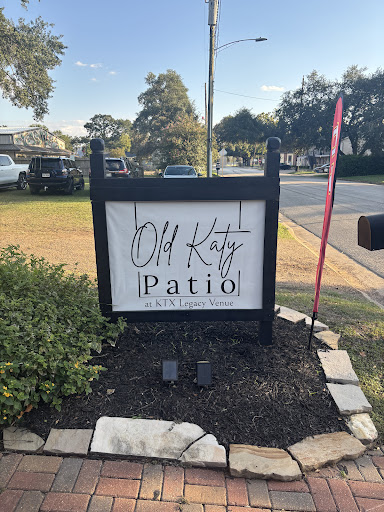 Old Katy
Patio
at KTX Legacy Venue